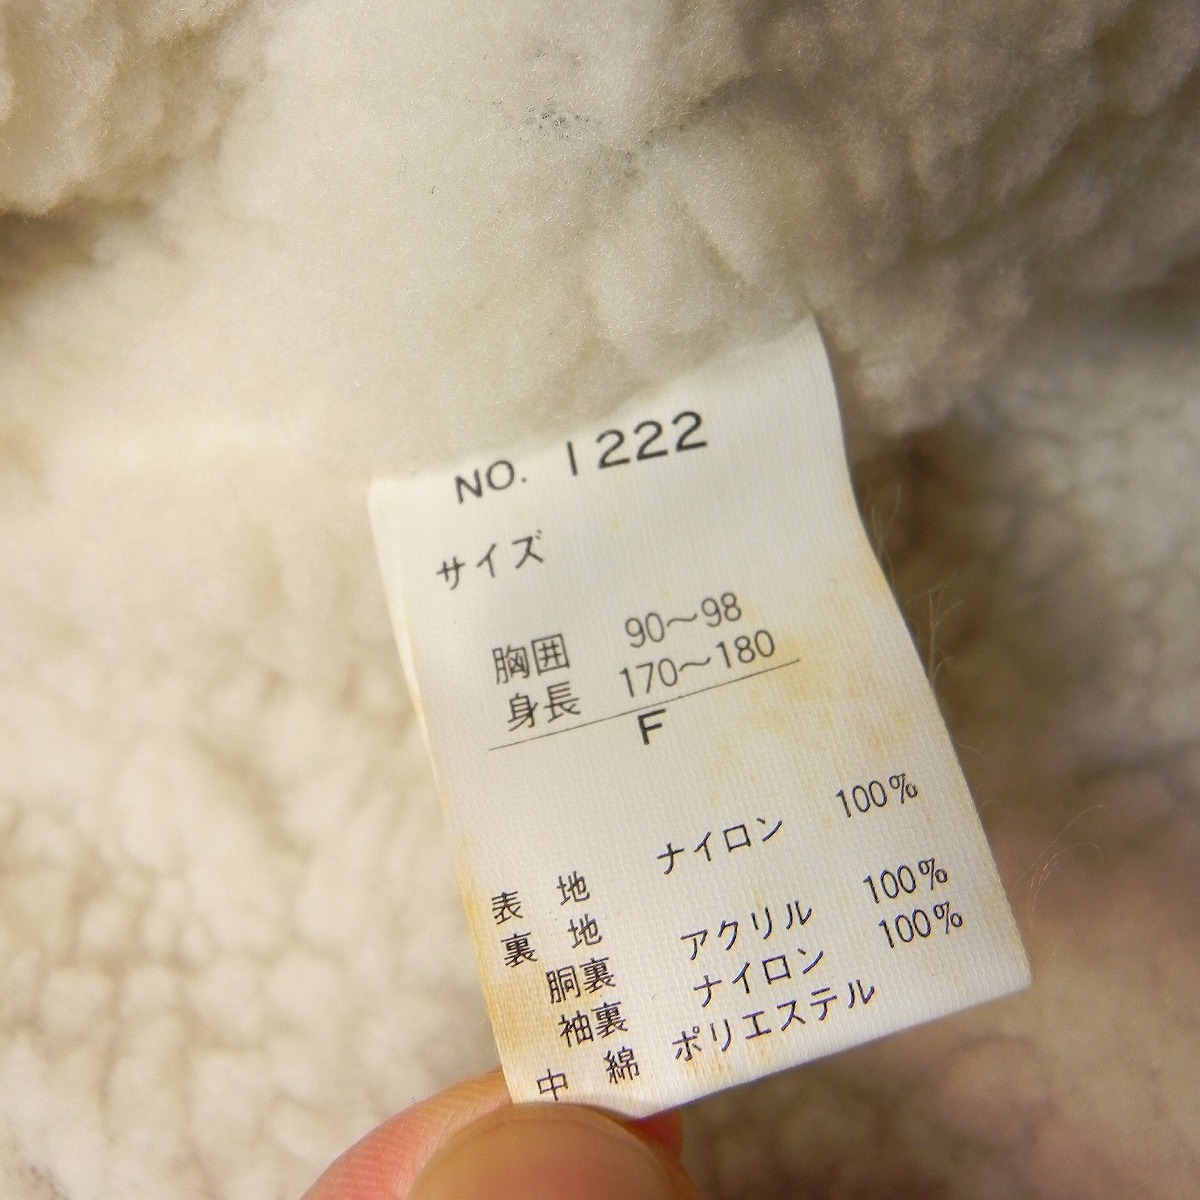 NO. 1222
サイズ
胸囲 90～98
身長 170～180
F
表 地 ナイロン 100%
裏 地
胴裏 アクリル 100%
袖裏 ナイロン 100%
中 綿 ポリエステル